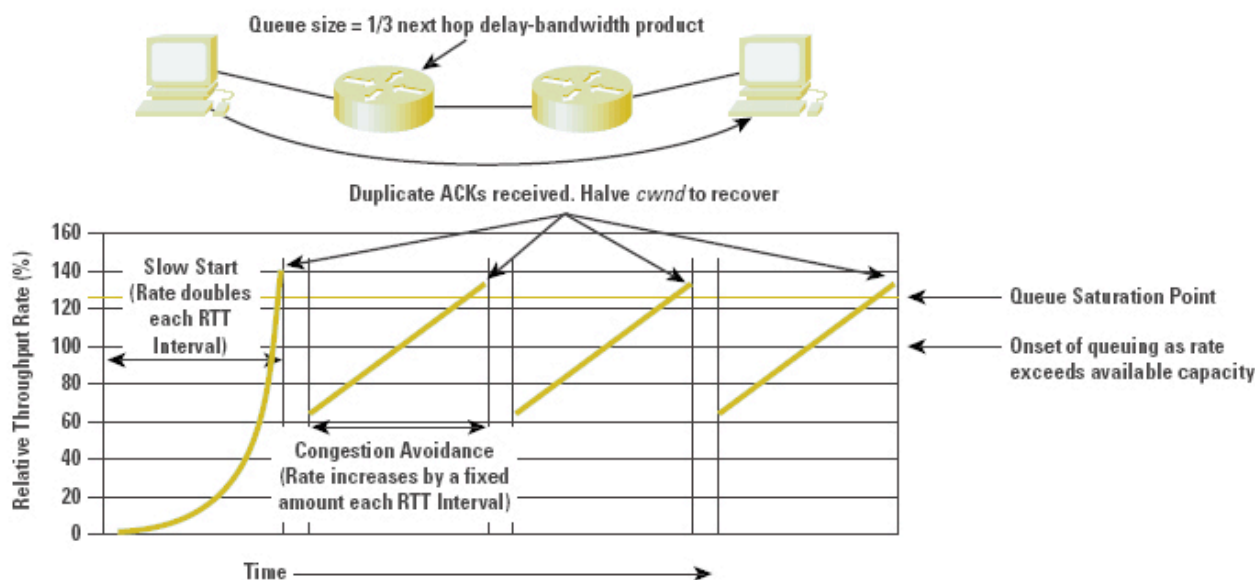 Queue size = 1/3 next hop delay-bandwidth product
Duplicate ACKs received. Halve cwnd to recover
Relative Throughput Rate (%)
160
140
120
100
80
60
40
20
0
Slow Start
(Rate doubles
each RTT
Interval)
Congestion Avoidance
(Rate increases by a fixed
amount each RTT Interval)
Queue Saturation Point
Onset of queuing as rate
exceeds available capacity
Time